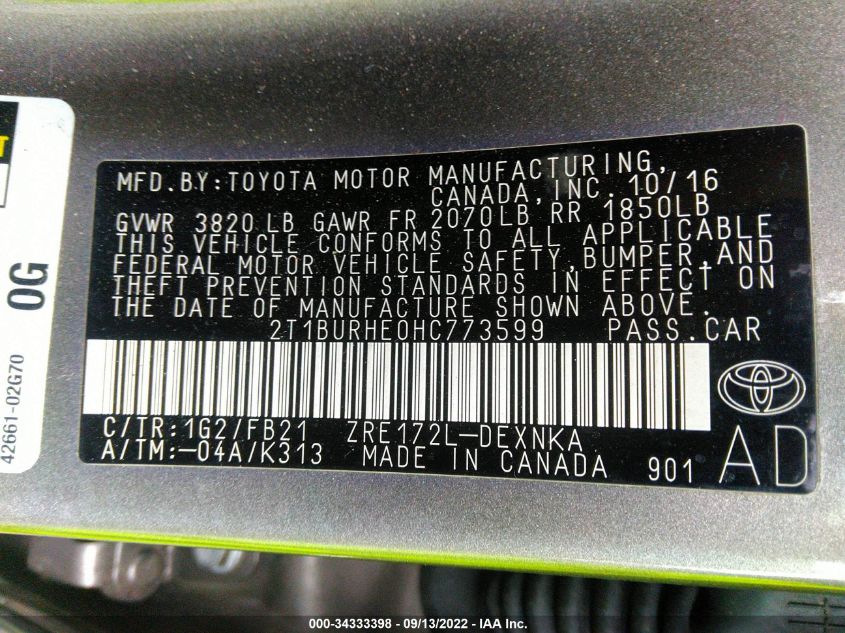 MFD.BY:TOYOTA MOTOR MANUFACTURING,
CANADA, INC. 10/16
GVWR 3820 LB GAWR FR 2070LB RR 1850LB
THIS VEHICLE CONFORMS TO ALL APPLICABLE
FEDERAL MOTOR VEHICLE SAFETY, BUMPER, AND
THEFT PREVENTION STANDARDS IN EFFECT ON
THE DATE OF MANUFACTURE SHOWN ABOVE.
2T1BURHE0HC773599 PASS.CAR
C/TR:1G2/FB21 ZRE172L-DEXNKA
A/TM:-04A/K313 MADE IN CANADA 901
AD
T
0G
42661-02G70
000-34333398 - 09/13/2022 - IAA Inc.